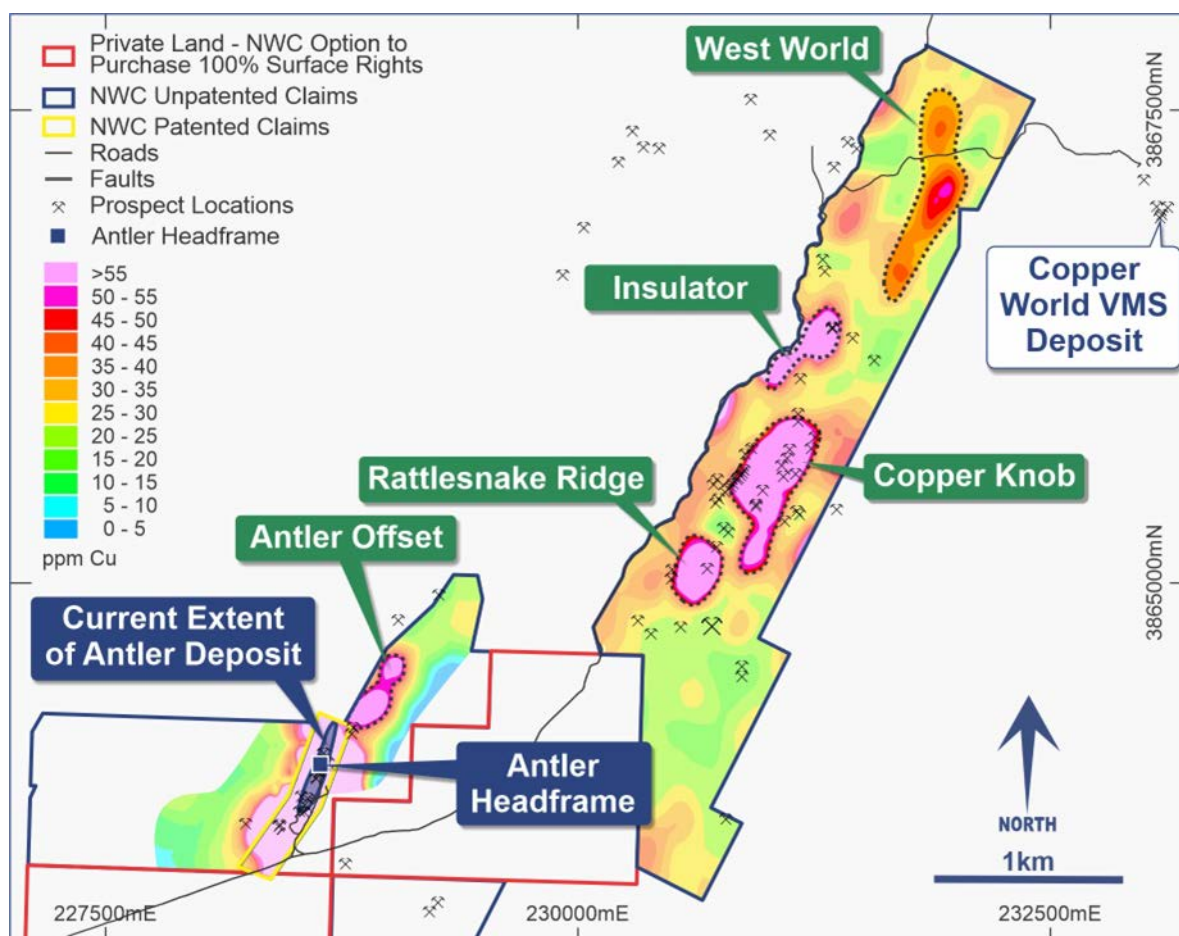 Private Land - NWC Option to
Purchase 100% Surface Rights
NWC Unpatented Claims
NWC Patented Claims
Roads
Faults
Prospect Locations
Antler Headframe
>55
50 - 55
45 - 50
40 - 45
35 - 40
30 - 35
25 - 30
20 - 25
15 - 20
10 - 15
5 - 10
0 - 5
ppm Cu
West World
3867500mN
Copper
World VMS
Deposit
Insulator
Rattlesnake Ridge
Copper Knob
Antler Offset
3865000mN
Current Extent
of Antler Deposit
Antler
Headframe
NORTH
1km
227500mE
230000mE
232500mE